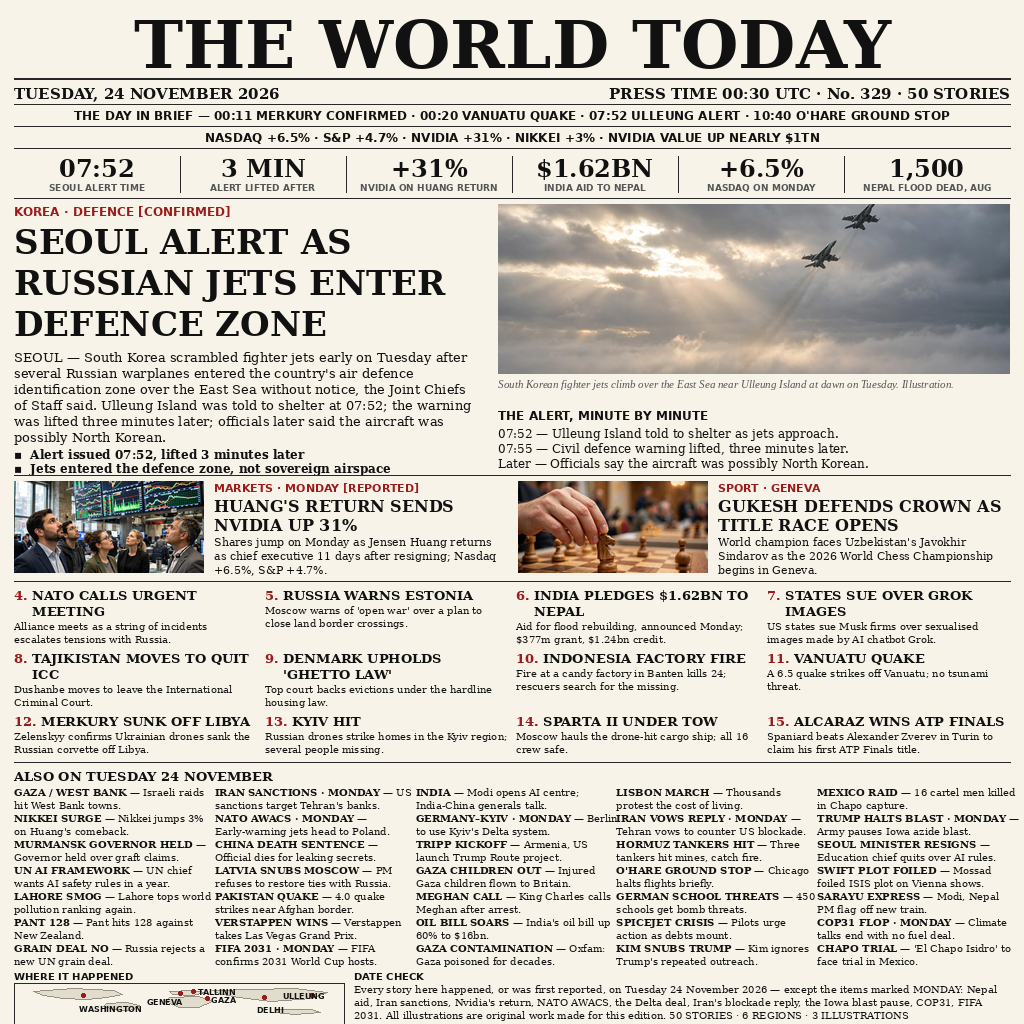 THE WORLD TODAY
TUESDAY, 24 NOVEMBER 2026
PRESS TIME 00:30 UTC · No. 329 · 50 STORIES
THE DAY IN BRIEF — 00:11 MERKURY CONFIRMED · 00:20 VANUATU QUAKE · 07:52 ULLEUNG ALERT · 10:40 O'HARE GROUND STOP
NASDAQ +6.5% · S&P +4.7% · NVIDIA +31% · NIKKEI +3% · NVIDIA VALUE UP NEARLY $1TN
07:52
SEOUL ALERT TIME
3 MIN
ALERT LIFTED AFTER
+31%
NVIDIA ON HUANG RETURN
$1.62BN
INDIA AID TO NEPAL
+6.5%
NASDAQ ON MONDAY
1,500
NEPAL FLOOD DEAD, AUG
KOREA · DEFENCE [CONFIRMED]
SEOUL ALERT AS
RUSSIAN JETS ENTER
DEFENCE ZONE
SEOUL — South Korea scrambled fighter jets early on Tuesday after
several Russian warplanes entered the country's air defence
identification zone over the East Sea without notice, the Joint Chiefs
of Staff said. Ulleung Island was told to shelter at 07:52; the warning
was lifted three minutes later; officials later said the aircraft was
possibly North Korean.
▪ Alert issued 07:52, lifted 3 minutes later
▪ Jets entered the defence zone, not sovereign airspace
South Korean fighter jets climb over the East Sea near Ulleung Island at dawn on Tuesday. Illustration.
THE ALERT, MINUTE BY MINUTE
07:52 — Ulleung Island told to shelter as jets approach.
07:55 — Civil defence warning lifted, three minutes later.
Later — Officials say the aircraft was possibly North Korean.
MARKETS · MONDAY [REPORTED]
HUANG'S RETURN SENDS
NVIDIA UP 31%
Shares jump on Monday as Jensen Huang returns
as chief executive 11 days after resigning; Nasdaq
+6.5%, S&P +4.7%.
SPORT · GENEVA
GUKESH DEFENDS CROWN AS
TITLE RACE OPENS
World champion faces Uzbekistan's Javokhir
Sindarov as the 2026 World Chess Championship
begins in Geneva.
4. NATO CALLS URGENT
MEETING
Alliance meets as a string of incidents
escalates tensions with Russia.
5. RUSSIA WARNS ESTONIA
Moscow warns of 'open war' over a plan to
close land border crossings.
6. INDIA PLEDGES $1.62BN TO
NEPAL
Aid for flood rebuilding, announced Monday;
$377m grant, $1.24bn credit.
7. STATES SUE OVER GROK
IMAGES
US states sue Musk firms over sexualised
images made by AI chatbot Grok.
8. TAJIKISTAN MOVES TO QUIT
ICC
Dushanbe moves to leave the International
Criminal Court.
9. DENMARK UPHOLDS
'GHETTO LAW'
Top court backs evictions under the hardline
housing law.
10. INDONESIA FACTORY FIRE
Fire at a candy factory in Banten kills 24;
rescuers search for the missing.
11. VANUATU QUAKE
A 6.5 quake strikes off Vanuatu; no tsunami
threat.
12. MERKURY SUNK OFF LIBYA
Zelenskyy confirms Ukrainian drones sank the
Russian corvette off Libya.
13. KYIV HIT
Russian drones strike homes in the Kyiv region;
several people missing.
14. SPARTA II UNDER TOW
Moscow hauls the drone-hit cargo ship; all 16
crew safe.
15. ALCARAZ WINS ATP FINALS
Spaniard beats Alexander Zverev in Turin to
claim his first ATP Finals title.
ALSO ON TUESDAY 24 NOVEMBER
GAZA / WEST BANK — Israeli raids
hit West Bank towns.
NIKKEI SURGE — Nikkei jumps 3%
on Huang's comeback.
MURMANSK GOVERNOR HELD —
Governor held over graft claims.
UN AI FRAMEWORK — UN chief
wants AI safety rules in a year.
LAHORE SMOG — Lahore tops world
pollution ranking again.
PANT 128 — Pant hits 128 against
New Zealand.
GRAIN DEAL NO — Russia rejects a
new UN grain deal.
IRAN SANCTIONS · MONDAY — US
sanctions target Tehran's banks.
NATO AWACS · MONDAY —
Early-warning jets head to Poland.
CHINA DEATH SENTENCE —
Official dies for leaking secrets.
LATVIA SNUBS MOSCOW — PM
refuses to restore ties with Russia.
PAKISTAN QUAKE — 4.0 quake
strikes near Afghan border.
VERSTAPPEN WINS — Verstappen
takes Las Vegas Grand Prix.
FIFA 2031 · MONDAY — FIFA
confirms 2031 World Cup hosts.
INDIA — Modi opens AI centre;
India-China generals talk.
GERMANY-KYIV · MONDAY — Berlin
to use Kyiv's Delta system.
TRIPP KICKOFF — Armenia, US
launch Trump Route project.
GAZA CHILDREN OUT — Injured
Gaza children flown to Britain.
MEGHAN CALL — King Charles calls
Meghan after arrest.
OIL BILL SOARS — India's oil bill up
60% to $16bn.
GAZA CONTAMINATION — Oxfam:
Gaza poisoned for decades.
LISBON MARCH — Thousands
protest the cost of living.
IRAN VOWS REPLY · MONDAY —
Tehran vows to counter US blockade.
HORMUZ TANKERS HIT — Three
tankers hit mines, catch fire.
O'HARE GROUND STOP — Chicago
halts flights briefly.
GERMAN SCHOOL THREATS — 450
schools get bomb threats.
SPICEJET CRISIS — Pilots urge
action as debts mount.
KIM SNUBS TRUMP — Kim ignores
Trump's repeated outreach.
MEXICO RAID — 16 cartel men killed
in Chapo capture.
TRUMP HALTS BLAST · MONDAY —
Army pauses Iowa azide blast.
SEOUL MINISTER RESIGNS —
Education chief quits over AI rules.
SWIFT PLOT FOILED — Mossad
foiled ISIS plot on Vienna shows.
SARAYU EXPRESS — Modi, Nepal
PM flag off new train.
COP31 FLOP · MONDAY — Climate
talks end with no fuel deal.
CHAPO TRIAL — 'El Chapo Isidro' to
face trial in Mexico.
WHERE IT HAPPENED
WASHINGTON
GENEVA
TALLINN
GAZA
DELHI
ULLEUNG
DATE CHECK
Every story here happened, or was first reported, on Tuesday 24 November 2026 — except the items marked MONDAY: Nepal
aid, Iran sanctions, Nvidia's return, NATO AWACS, the Delta deal, Iran's blockade reply, the Iowa blast pause, COP31, FIFA
2031. All illustrations are original work made for this edition. 50 STORIES · 6 REGIONS · 3 ILLUSTRATIONS